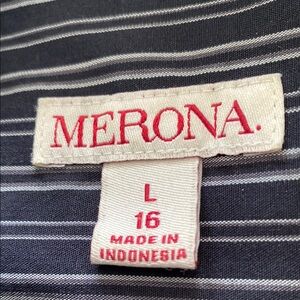 MERONA.
L
16
MADE IN
INDONESIA